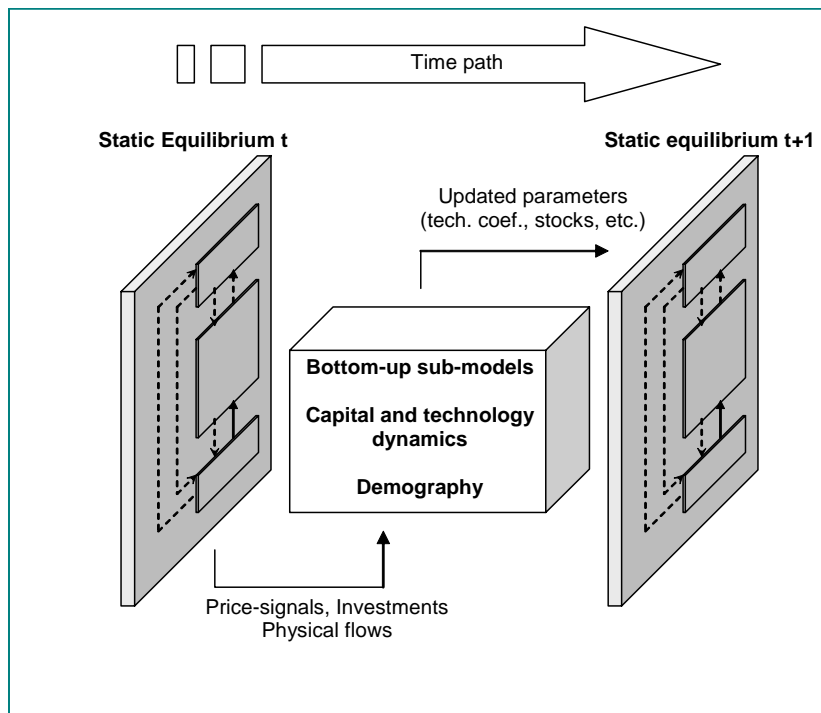 Time path
Static Equilibrium t
Static equilibrium t+1
Updated parameters
(tech. coef., stocks, etc.)
Bottom-up sub-models
Capital and technology
dynamics
Demography
Price-signals, Investments
Physical flows